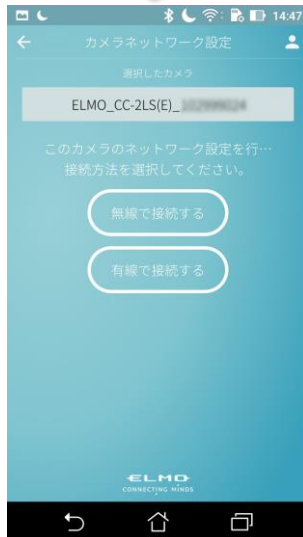 14:47
カメラネットワーク設定
選択したカメラ
ELMO_CC-2LS(E)_
このカメラのネットワーク設定を行…
接続方法を選択してください。
無線で接続する
有線で接続する
ELMO
CONNECTING MINDS